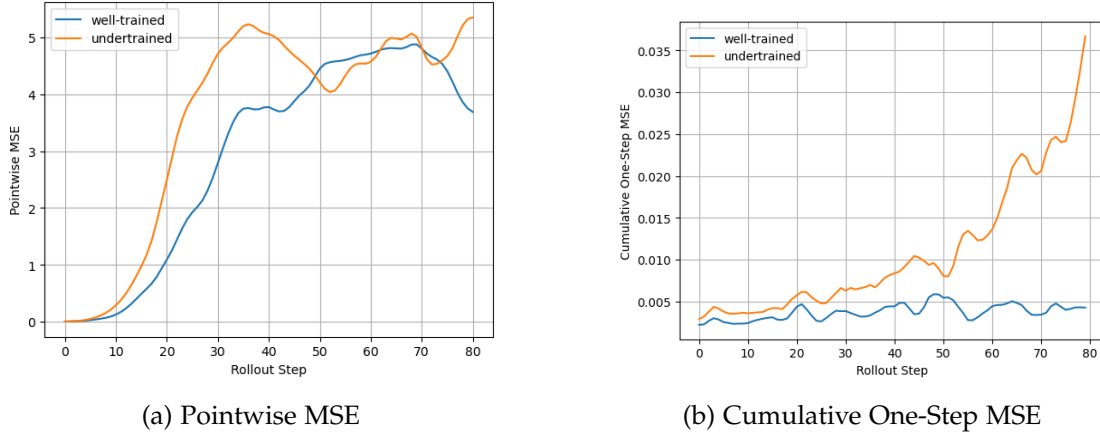 well-trained
undertrained
5
4
3
2
1
0
Pointwise MSE
0 10 20 30 40 50 60 70 80
Rollout Step
(a) Pointwise MSE
well-trained
undertrained
0.035
0.030
0.025
0.020
0.015
0.010
0.005
Cumulative One-Step MSE
0 10 20 30 40 50 60 70 80
Rollout Step
(b) Cumulative One-Step MSE